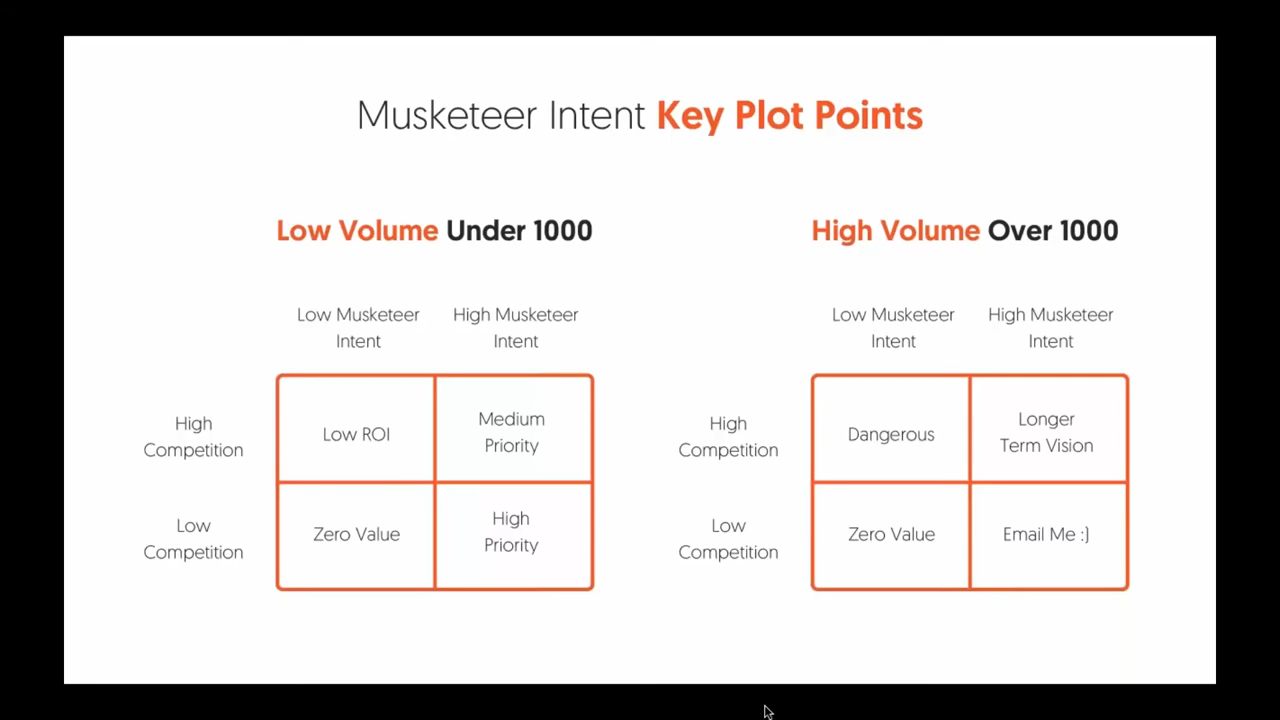 Musketeer Intent Key Plot Points
Low Volume Under 1000
Low Musketeer
Intent
High Musketeer
Intent
High
Competition
Low ROI
Medium
Priority
Low
Competition
Zero Value
High
Priority
High Volume Over 1000
Low Musketeer
Intent
High Musketeer
Intent
High
Competition
Dangerous
Longer
Term Vision
Low
Competition
Zero Value
Email Me :)